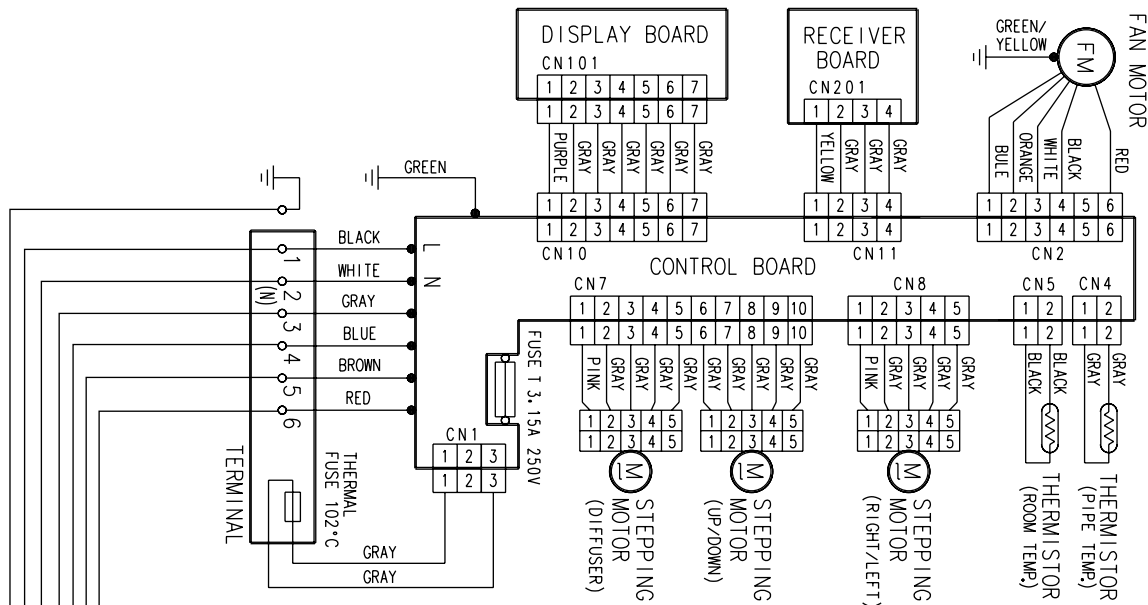 DISPLAY BOARD
CN101
1 2 3 4 5 6 7
1 2 3 4 5 6 7
PURPLE
GRAY
GRAY
GRAY
GRAY
GRAY
GRAY
1 2 3 4 5 6 7
1 2 3 4 5 6 7
CN10
RECEIVER
BOARD
CN201
1 2 3 4
1 2 3 4
YELLOW
GRAY
GRAY
GRAY
1 2 3 4
1 2 3 4
CN11
FAN MOTOR
GREEN/
YELLOW
FM
BULE
ORANGE
WHITE
BLACK
RED
1 2 3 4 5 6
1 2 3 4 5 6
CN2
GREEN
CONTROL BOARD
L
N
BLACK
WHITE
GRAY
BLUE
BROWN
RED
1
2
(N)
3
4
5
6
TERMINAL
THERMAL
FUSE 102°C
GRAY
GRAY
CN1
1 2 3
1 2 3
FUSE T3.15A 250V
CN7
1 2 3 4 5 6 7 8 9 10
1 2 3 4 5 6 7 8 9 10
PINK
GRAY
GRAY
GRAY
GRAY
GRAY
GRAY
GRAY
GRAY
GRAY
1 2 3 4 5
1 2 3 4 5
M
STEPPING
MOTOR
(DIFFUSER)
1 2 3 4 5
1 2 3 4 5
M
STEPPING
MOTOR
(UP/DOWN)
CN8
1 2 3 4 5
1 2 3 4 5
PINK
GRAY
GRAY
GRAY
GRAY
1 2 3 4 5
1 2 3 4 5
M
STEPPING
MOTOR
(RIGHT/LEFT)
CN5
1 2
1 2
BLACK
BLACK
THERMISTOR
(ROOM TEMP.)
CN4
1 2
1 2
GRAY
GRAY
THERMISTOR
(PIPE TEMP.)